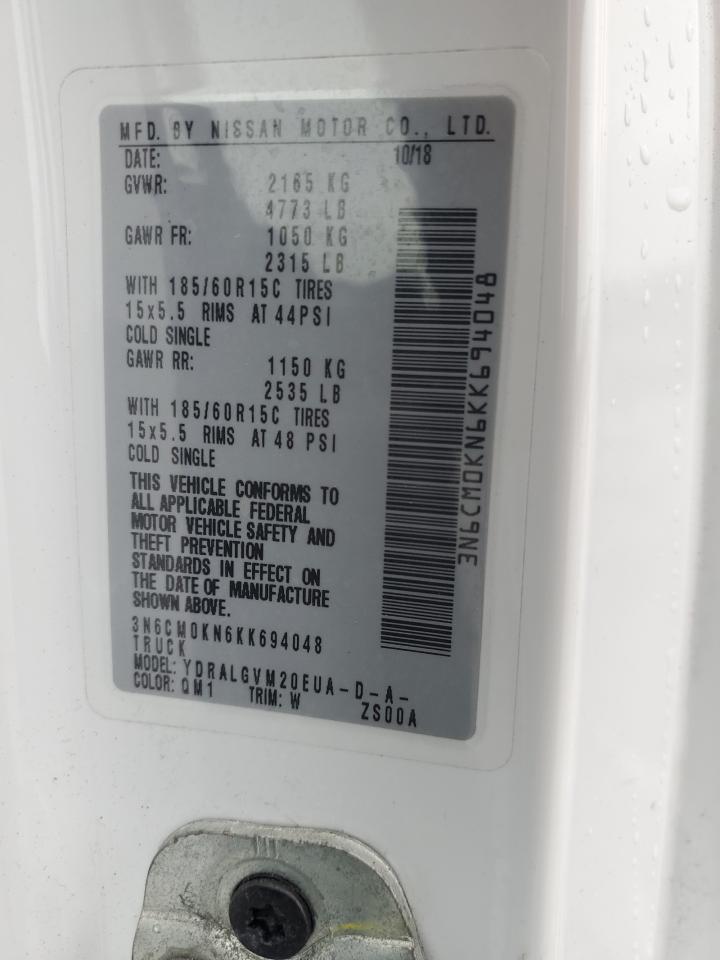 MFD. BY NISSAN MOTOR CO., LTD.
DATE: 10/18
GVWR: 2165 KG
4773 LB
GAWR FR: 1050 KG
2315 LB
WITH 185/60R15C TIRES
15x5.5 RIMS AT 44PSI
COLD SINGLE
GAWR RR: 1150 KG
2535 LB
WITH 185/60R15C TIRES
15x5.5 RIMS AT 48 PSI
COLD SINGLE
THIS VEHICLE CONFORMS TO
ALL APPLICABLE FEDERAL
MOTOR VEHICLE SAFETY AND
THEFT PREVENTION
STANDARDS IN EFFECT ON
THE DATE OF MANUFACTURE
SHOWN ABOVE.
3N6CM0KN6KK694048
TRUCK
MODEL: YDRALGVM20EUA-D-A-
COLOR: QM1 TRIM: W ZS00A
3N6CM0KN6KK694048